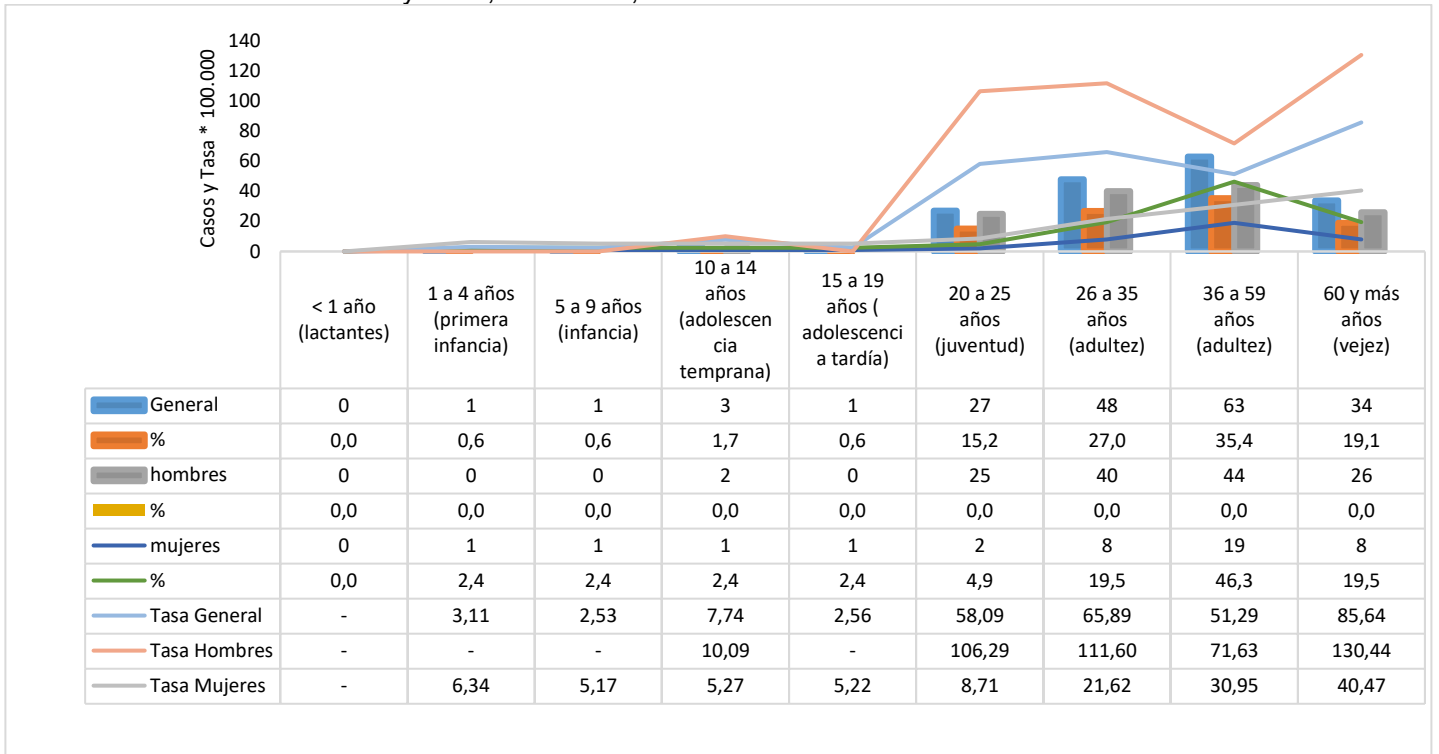 140
120
100
80
60
40
20
0
Casos y Tasa * 100.000
< 1 año (lactantes)
1 a 4 años (primera infancia)
5 a 9 años (infancia)
10 a 14 años (adolescen cia temprana)
15 a 19 años ( adolescenci a tardía)
20 a 25 años (juventud)
26 a 35 años (adultez)
36 a 59 años (adultez)
60 y más años (vejez)
General 0 1 1 3 1 27 48 63 34
% 0,0 0,6 0,6 1,7 0,6 15,2 27,0 35,4 19,1
hombres 0 0 0 2 0 25 40 44 26
% 0,0 0,0 0,0 0,0 0,0 0,0 0,0 0,0 0,0
mujeres 0 1 1 1 1 2 8 19 8
% 0,0 2,4 2,4 2,4 2,4 4,9 19,5 46,3 19,5
Tasa General - 3,11 2,53 7,74 2,56 58,09 65,89 51,29 85,64
Tasa Hombres - - - 10,09 - 106,29 111,60 71,63 130,44
Tasa Mujeres - 6,34 5,17 5,27 5,22 8,71 21,62 30,95 40,47